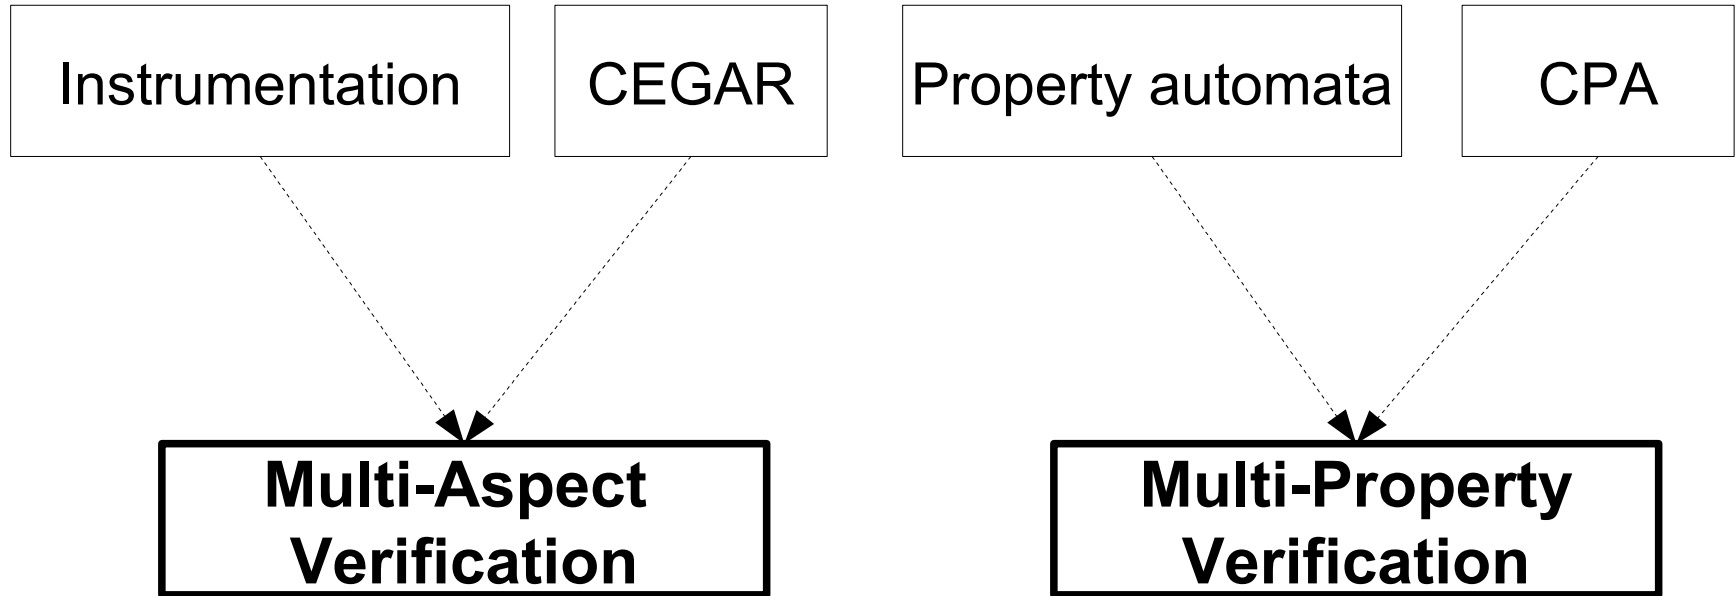 Instrumentation
CEGAR
Property automata
CPA
Multi-Aspect
Verification
Multi-Property
Verification